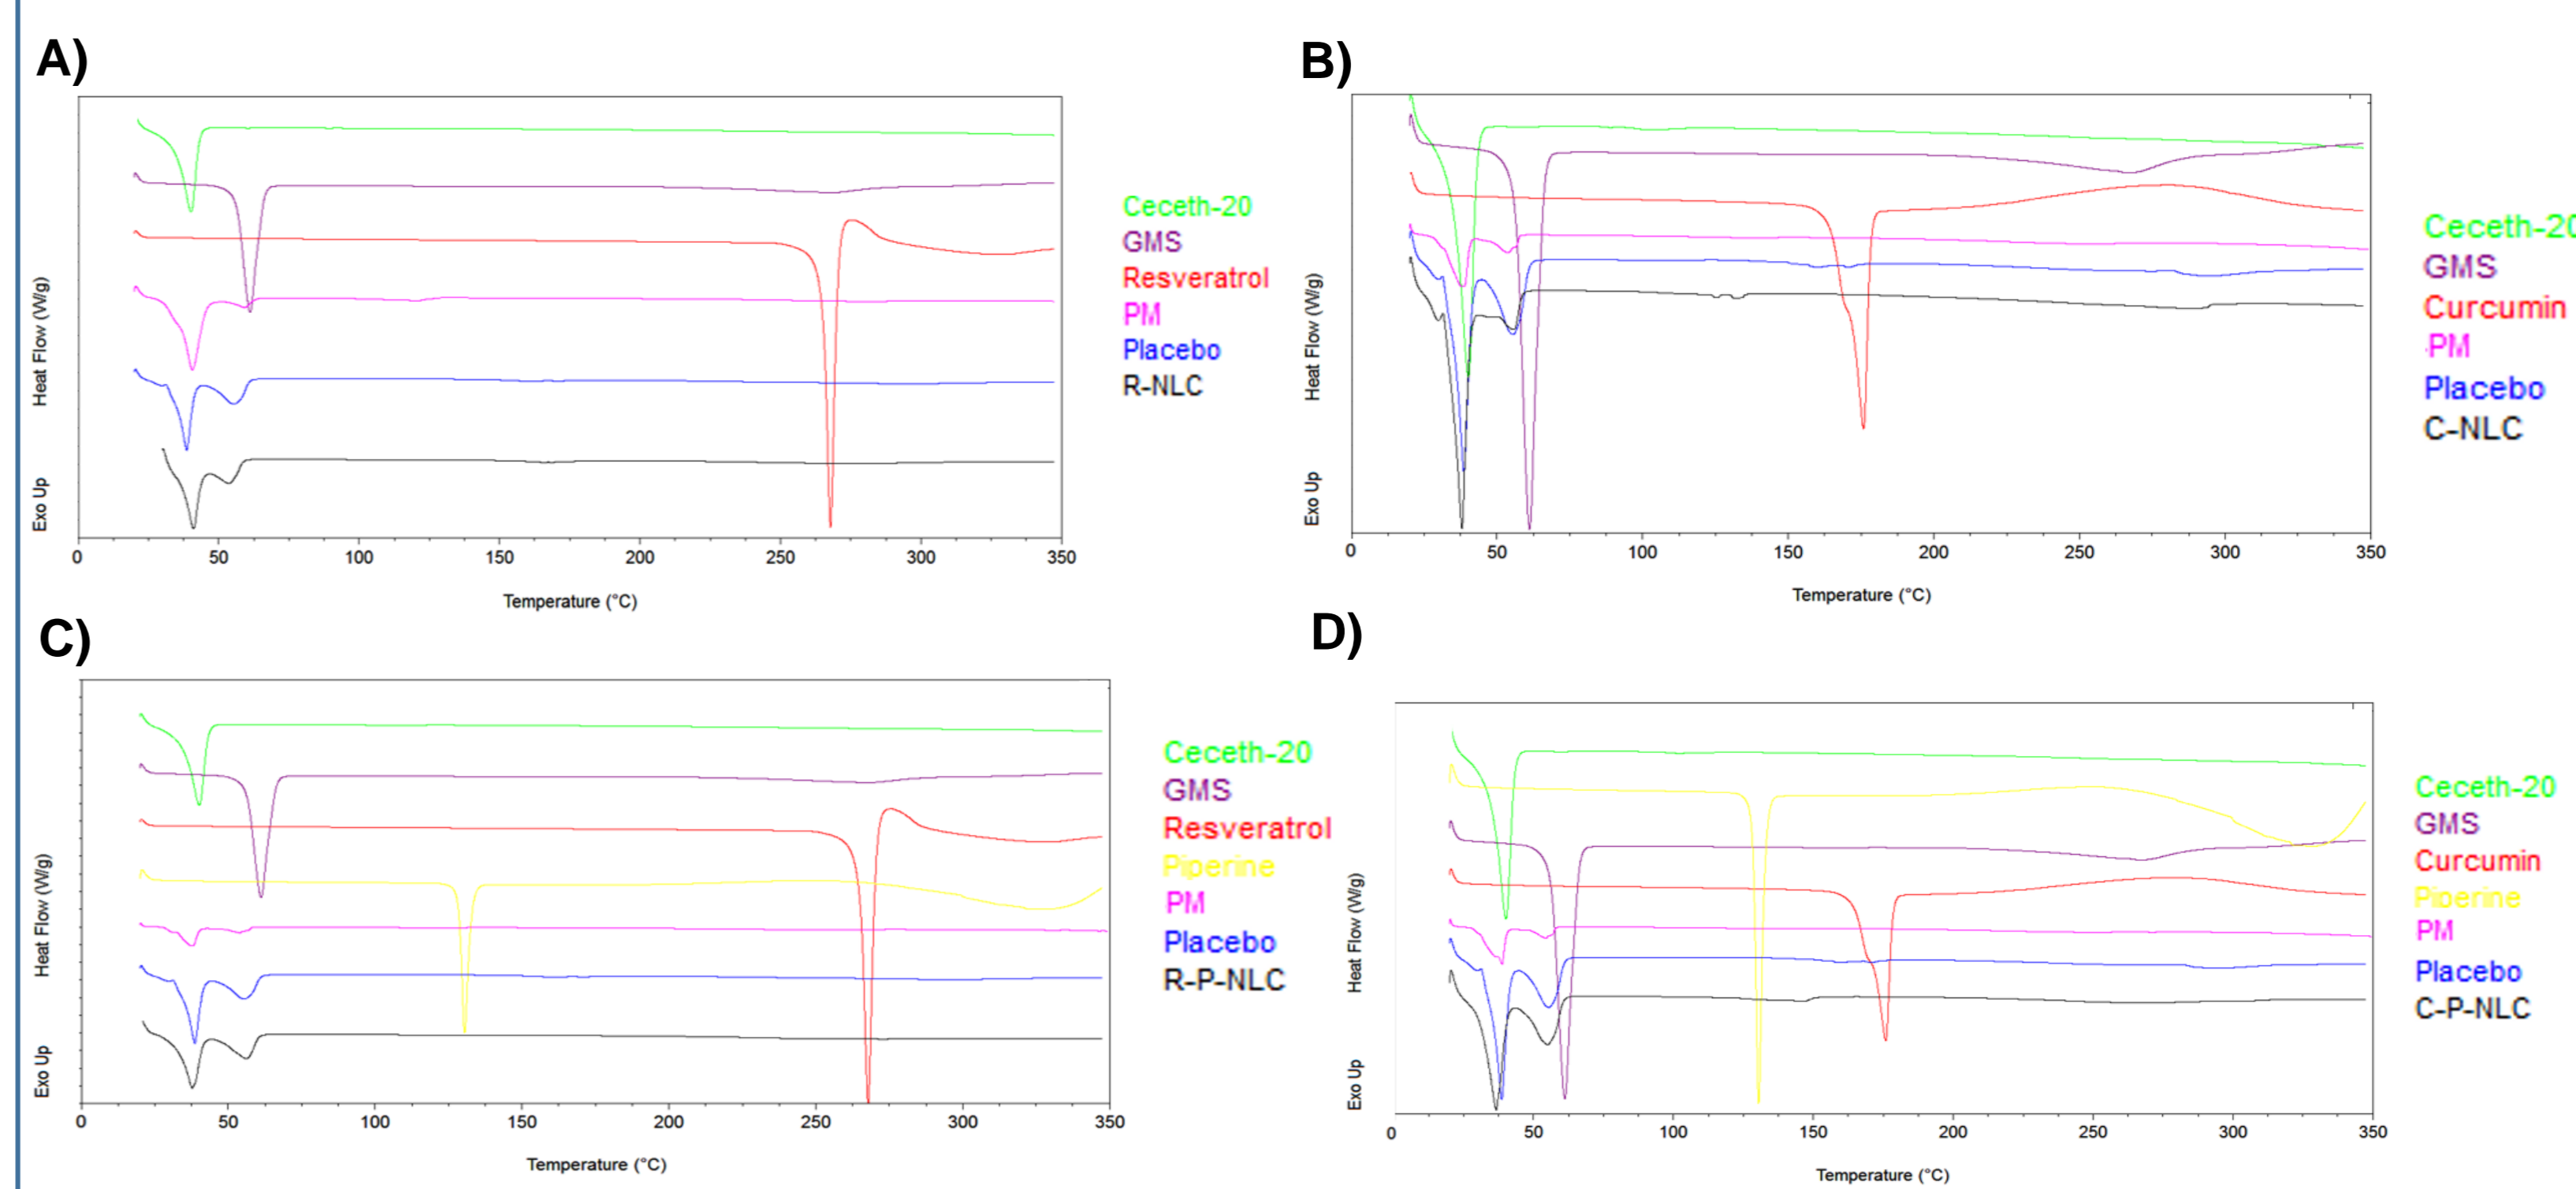 A)
Heat Flow (W/g)
Exo Up
0 50 100 150 200 250 300 350
Temperature (°C)
Ceceth-20
GMS
Resveratrol
PM
Placebo
R-NLC
B)
Heat Flow (W/g)
Exo Up
0 50 100 150 200 250 300 350
Temperature (°C)
Ceceth-20
GMS
Curcumin
PM
Placebo
C-NLC
C)
Heat Flow (W/g)
Exo Up
0 50 100 150 200 250 300 350
Temperature (°C)
Ceceth-20
GMS
Resveratrol
Piperine
PM
Placebo
R-P-NLC
D)
Heat Flow (W/g)
Exo Up
0 50 100 150 200 250 300 350
Temperature (°C)
Ceceth-20
GMS
Curcumin
Piperine
PM
Placebo
C-P-NLC